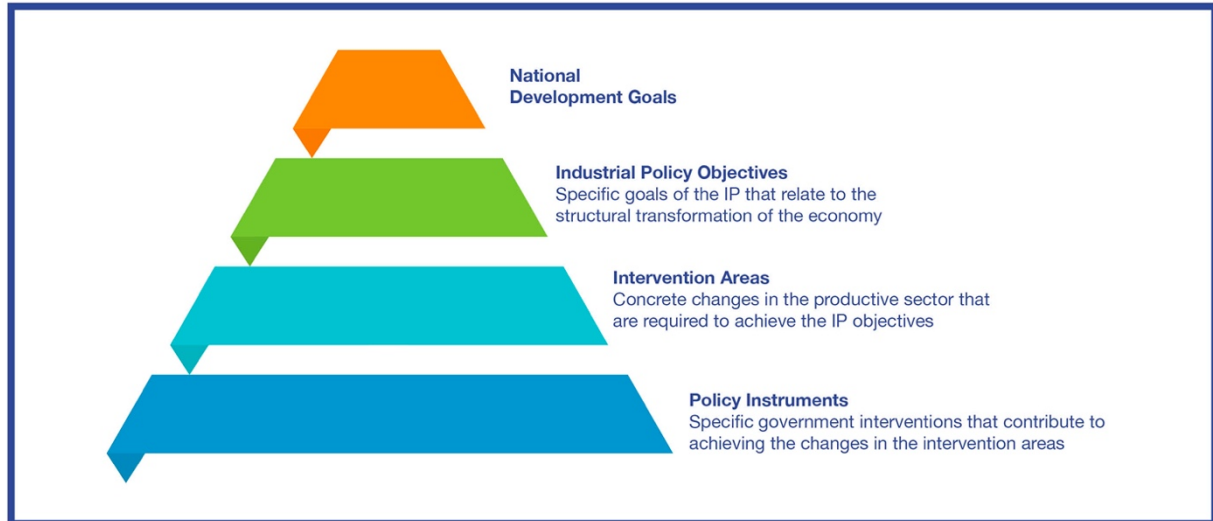 National
Development Goals
Industrial Policy Objectives
Specific goals of the IP that relate to the
structural transformation of the economy
Intervention Areas
Concrete changes in the productive sector that
are required to achieve the IP objectives
Policy Instruments
Specific government interventions that contribute to
achieving the changes in the intervention areas